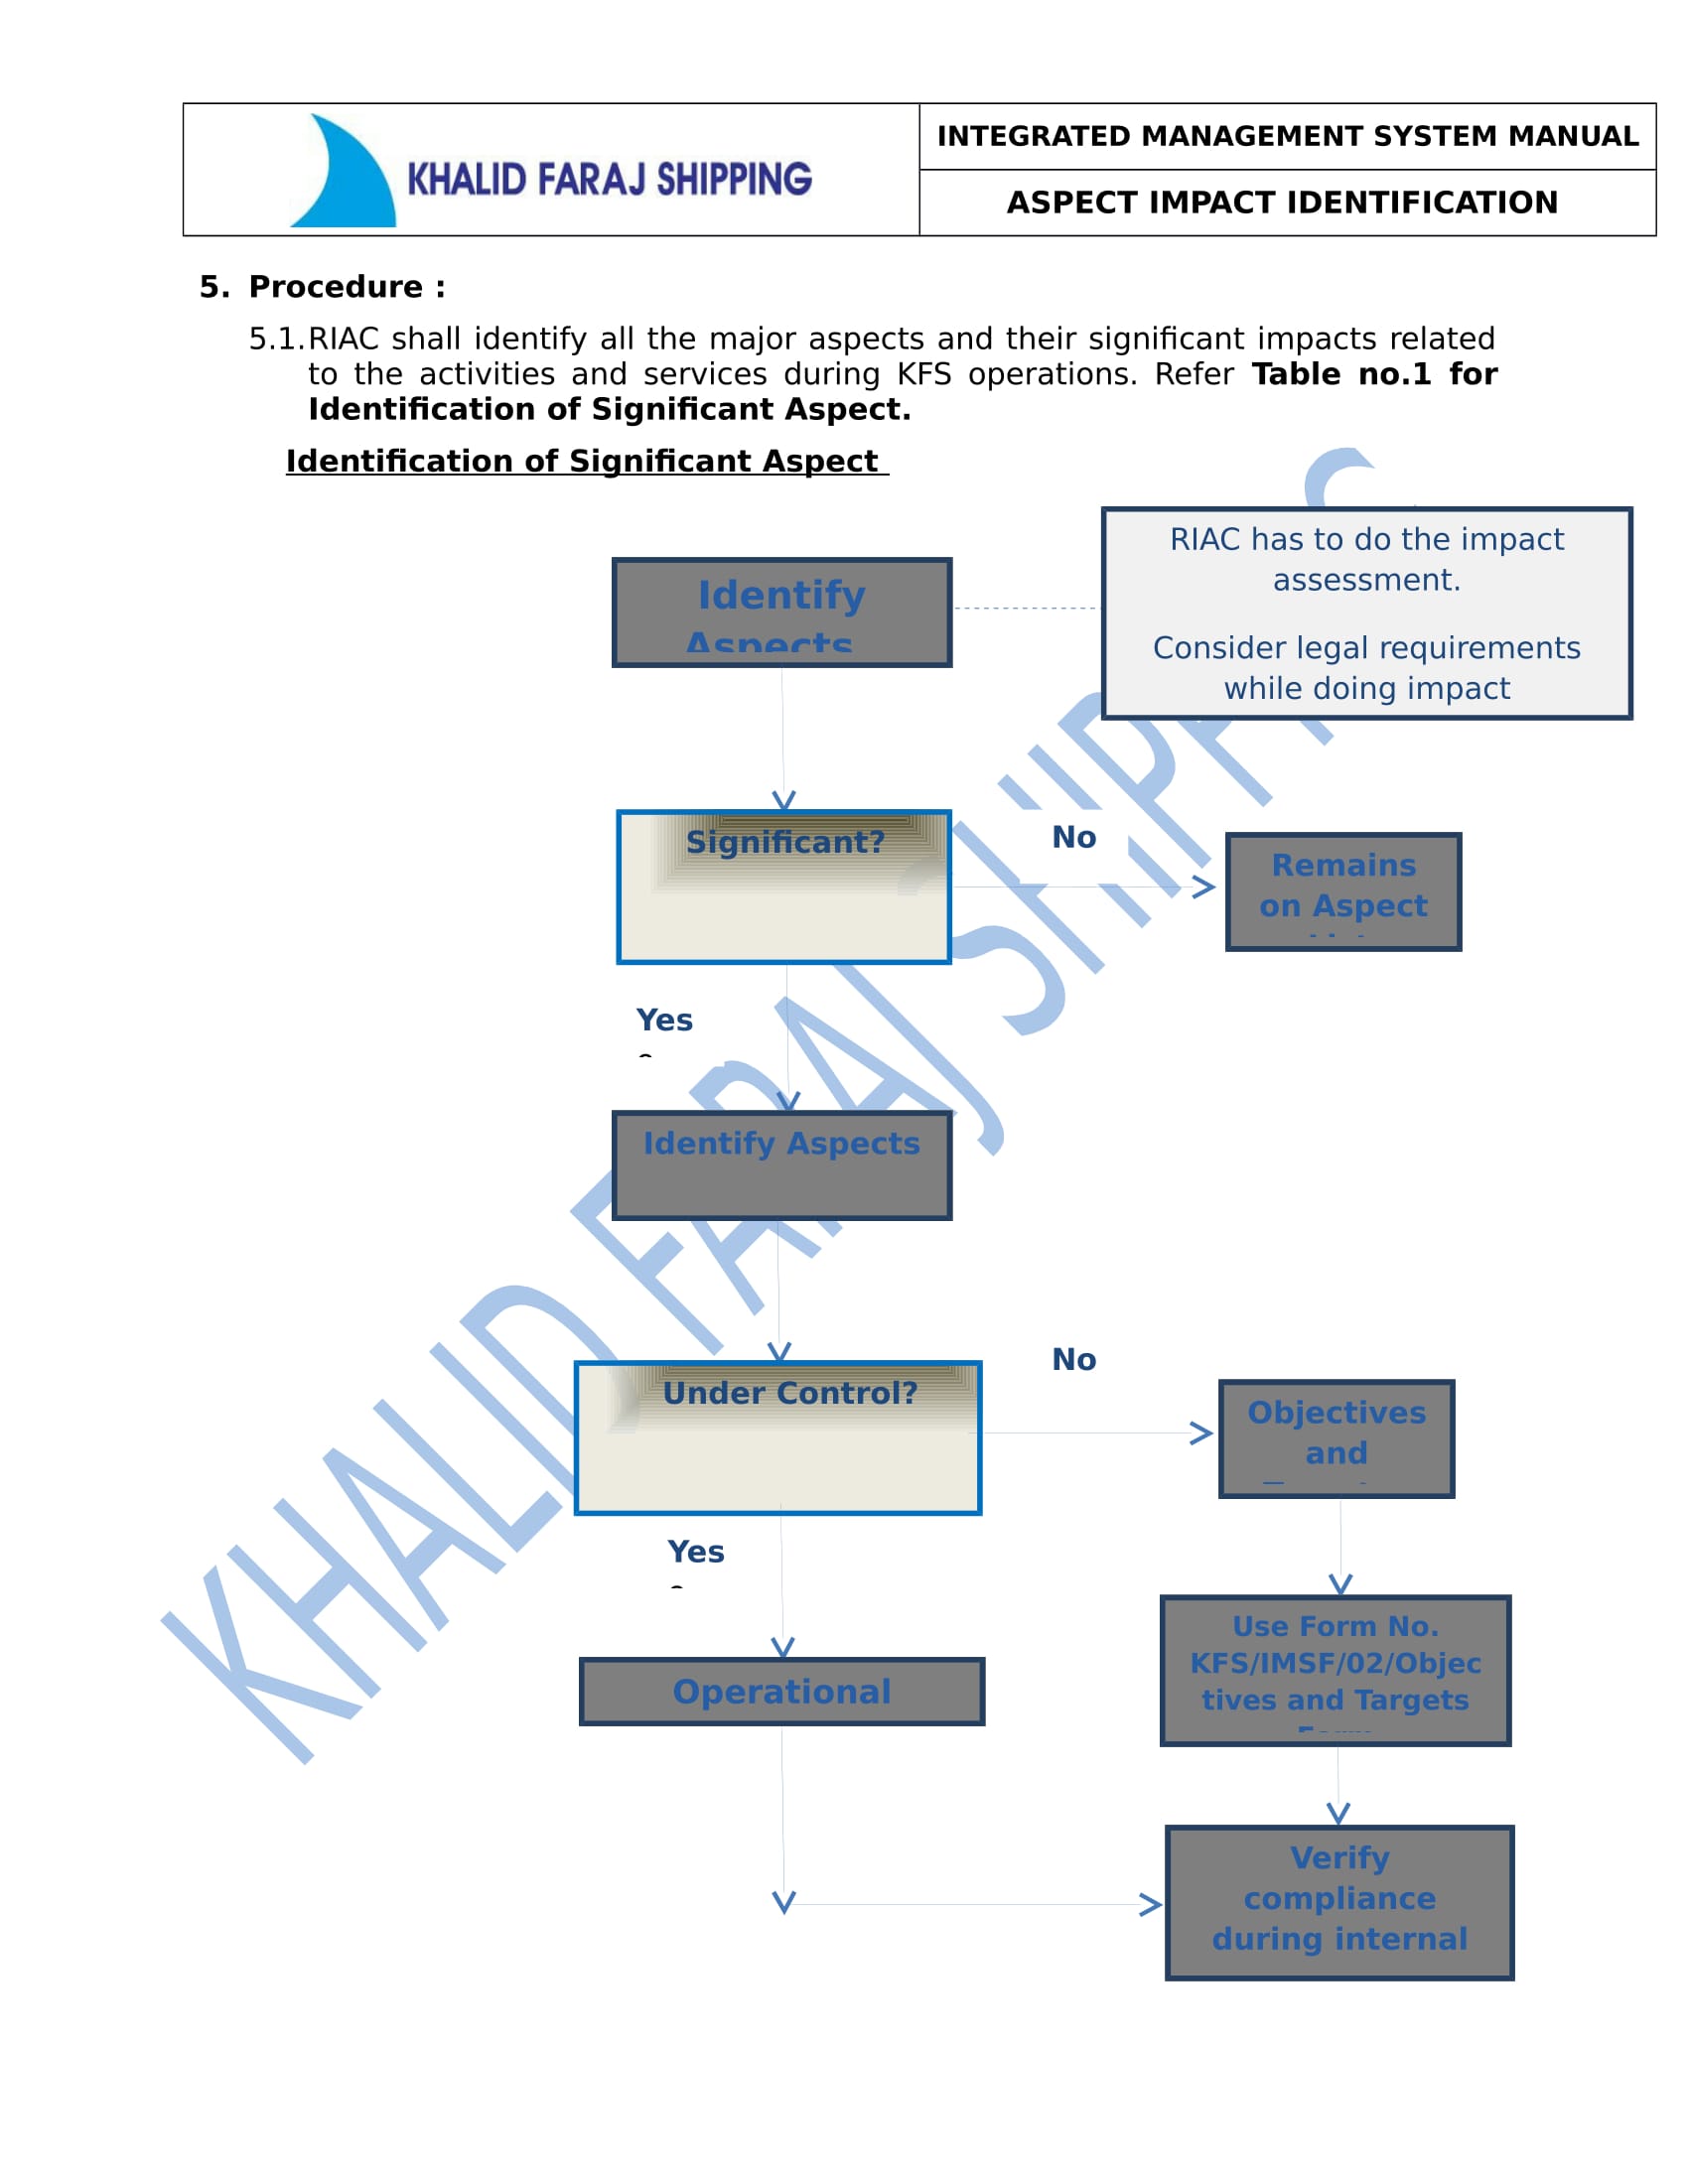 KHALID FARAJ SHIPPING
INTEGRATED MANAGEMENT SYSTEM MANUAL
ASPECT IMPACT IDENTIFICATION
5. Procedure :
5.1. RIAC shall identify all the major aspects and their significant impacts related
to the activities and services during KFS operations. Refer Table no.1 for
Identification of Significant Aspect.
Identification of Significant Aspect
RIAC has to do the impact
assessment.
Consider legal requirements
while doing impact
Identify
Aspects
Significant?
No
Remains
on Aspect
Yes
Identify Aspects
Under Control?
No
Objectives
and
Yes
Use Form No.
KFS/IMSF/02/Objec
tives and Targets
Operational
Verify
compliance
during internal
KHALID FARAJ SHIPPING